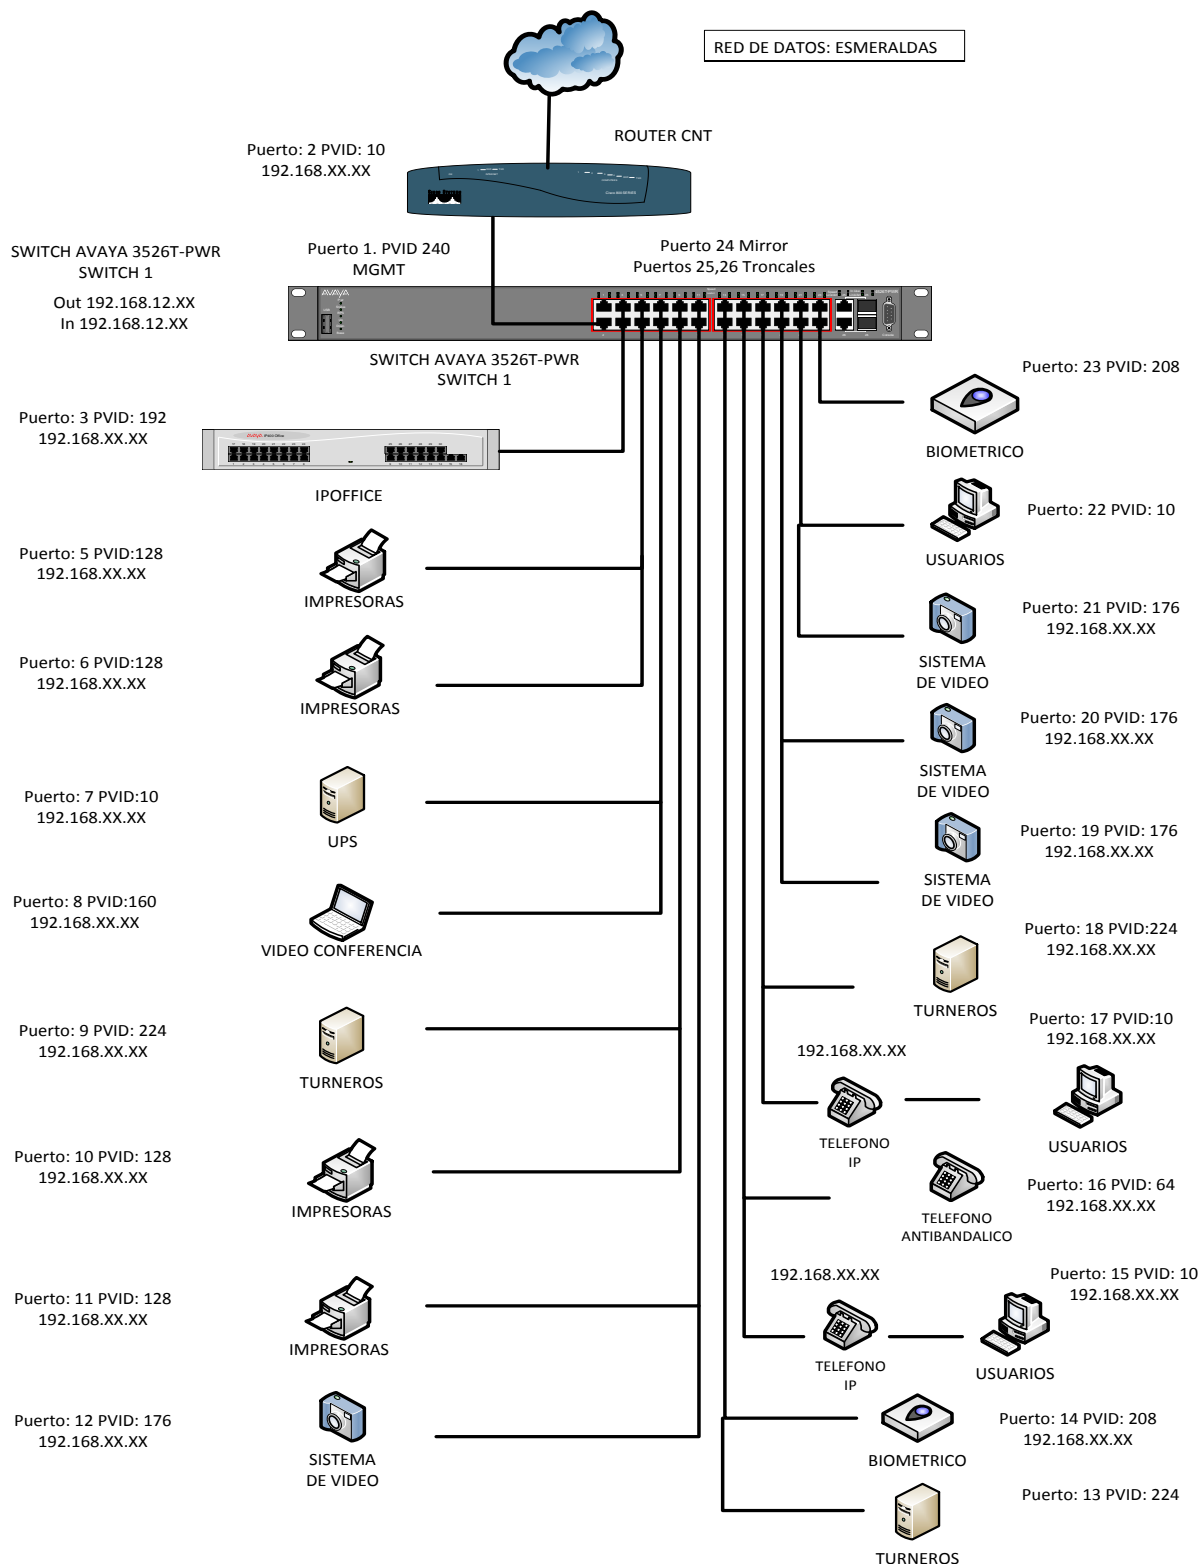 RED DE DATOS: ESMERALDAS
ROUTER CNT
Puerto: 2 PVID: 10
192.168.XX.XX
SWITCH AVAYA 3526T-PWR
SWITCH 1
Out 192.168.12.XX
In 192.168.12.XX
Puerto 1. PVID 240
MGMT
Puerto 24 Mirror
Puertos 25,26 Troncales
AVAYA
SWITCH AVAYA 3526T-PWR
SWITCH 1
Puerto: 3 PVID: 192
192.168.XX.XX
AVAYA
IPOFFICE
Puerto: 5 PVID:128
192.168.XX.XX
IMPRESORAS
Puerto: 6 PVID:128
192.168.XX.XX
IMPRESORAS
Puerto: 7 PVID:10
192.168.XX.XX
UPS
Puerto: 8 PVID:160
192.168.XX.XX
VIDEO CONFERENCIA
Puerto: 9 PVID: 224
192.168.XX.XX
TURNEROS
Puerto: 10 PVID: 128
192.168.XX.XX
IMPRESORAS
Puerto: 11 PVID: 128
192.168.XX.XX
IMPRESORAS
Puerto: 12 PVID: 176
192.168.XX.XX
SISTEMA
DE VIDEO
Puerto: 23 PVID: 208
BIOMETRICO
Puerto: 22 PVID: 10
USUARIOS
Puerto: 21 PVID: 176
192.168.XX.XX
SISTEMA
DE VIDEO
Puerto: 20 PVID: 176
192.168.XX.XX
SISTEMA
DE VIDEO
Puerto: 19 PVID: 176
192.168.XX.XX
SISTEMA
DE VIDEO
Puerto: 18 PVID:224
192.168.XX.XX
TURNEROS
Puerto: 17 PVID:10
192.168.XX.XX
192.168.XX.XX
TELEFONO
IP
USUARIOS
Puerto: 16 PVID: 64
192.168.XX.XX
TELEFONO
ANTIBANDALICO
192.168.XX.XX
Puerto: 15 PVID: 10
192.168.XX.XX
TELEFONO
IP
USUARIOS
Puerto: 14 PVID: 208
192.168.XX.XX
BIOMETRICO
Puerto: 13 PVID: 224
TURNEROS